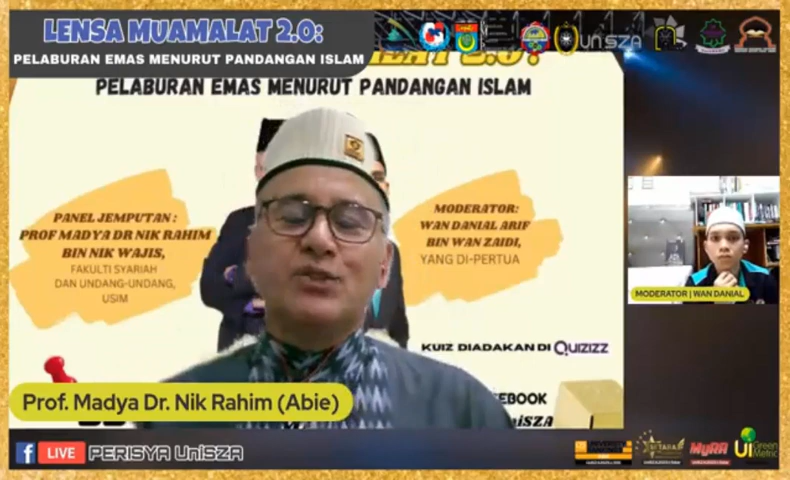 LENSA MUAMALAT 2.0:
PELABURAN EMAS MENURUT PANDANGAN ISLAM
UniSZA
PELABURAN EMAS MENURUT PANDANGAN ISLAM
PANEL JEMPUTAN :
PROF MADYA DR NIK RAHIM
BIN NIK WAJIS,
FAKULTI SYARIAH
DAN UNDANG-UNDANG,
USIM
MODERATOR:
WAN DANIAL ARIF
BIN WAN ZAIDI,
YANG DI-PERTUA
MODERATOR | WAN DANIAL
KUIZ DIADAKAN DI QUIZIZZ
Prof. Madya Dr. Nik Rahim (Abie)
f LIVE PERISYA UniSZA
SETARA
MyRA
UI Green
Metric